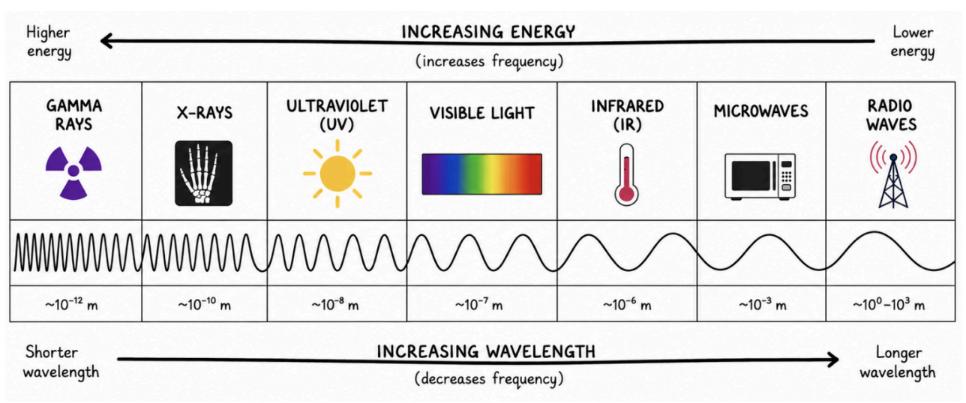 Higher energy
INCREASING ENERGY
(increases frequency)
Lower energy
GAMMA RAYS
X-RAYS
ULTRAVIOLET (UV)
VISIBLE LIGHT
INFRARED (IR)
MICROWAVES
RADIO WAVES
~10⁻¹² m
~10⁻¹⁰ m
~10⁻⁸ m
~10⁻⁷ m
~10⁻⁶ m
~10⁻³ m
~10⁰-10³ m
Shorter wavelength
INCREASING WAVELENGTH
(decreases frequency)
Longer wavelength